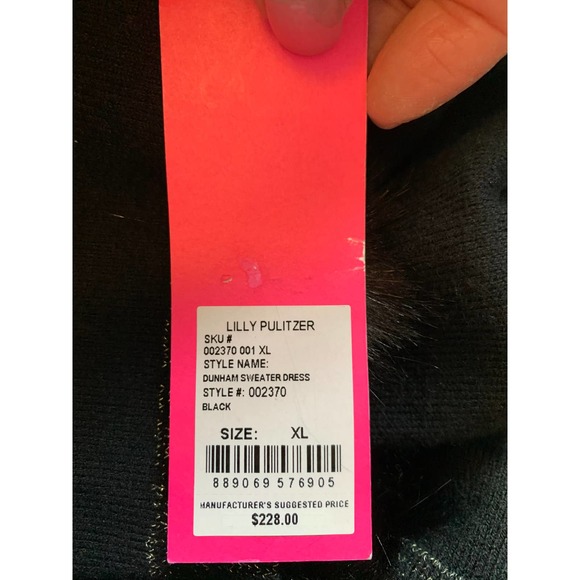 LILLY PULITZER
SKU #
002370 001 XL
STYLE NAME:
DUNHAM SWEATER DRESS
STYLE #: 002370
BLACK
SIZE: XL
889069 576905
MANUFACTURER'S SUGGESTED PRICE
$228.00